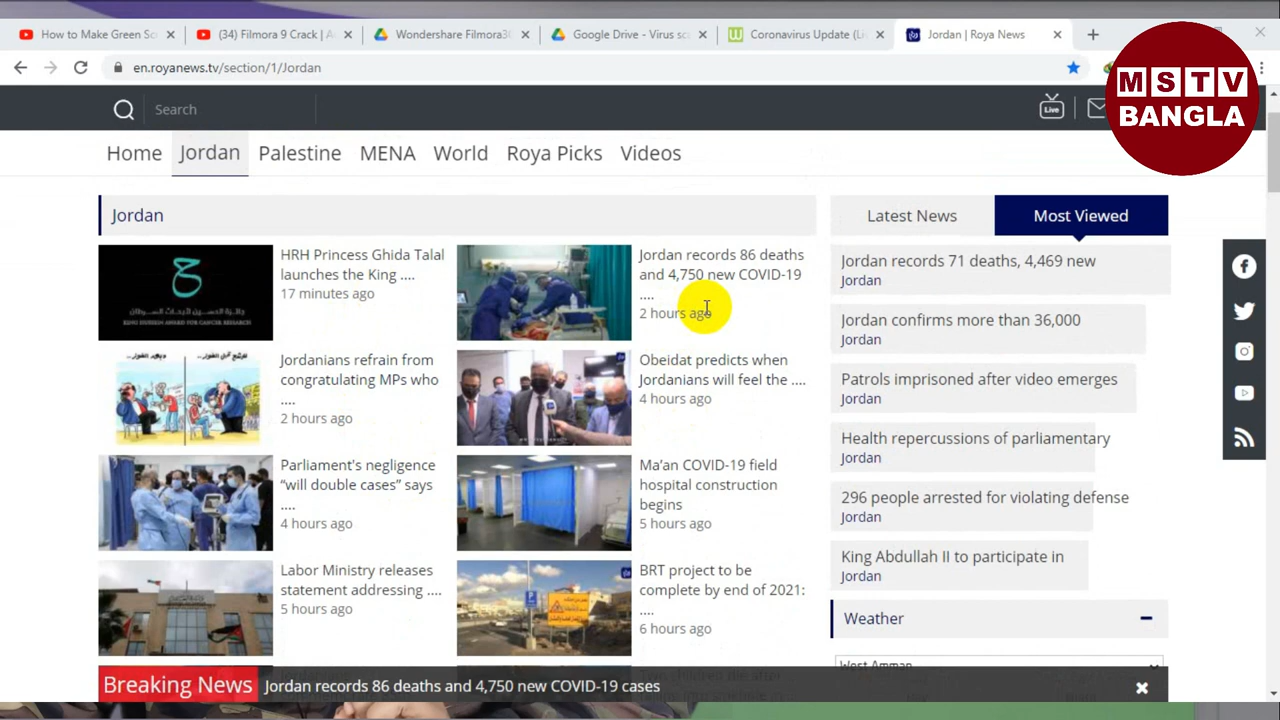 How to Make Green Sc
(34) Filmora 9 Crack | A
Wondershare Filmora
Google Drive - Virus sc
Coronavirus Update (Li
Jordan | Roya News
en.royanews.tv/section/1/Jordan
MSTV
BANGLA
Search
Live
Home
Jordan
Palestine
MENA
World
Roya Picks
Videos
Jordan
HRH Princess Ghida Talal
launches the King ....
17 minutes ago
Jordan records 86 deaths
and 4,750 new COVID-19
....
2 hours ago
Jordanians refrain from
congratulating MPs who
....
2 hours ago
Obeidat predicts when
Jordanians will feel the ....
4 hours ago
Parliament's negligence
“will double cases” says
....
4 hours ago
Ma’an COVID-19 field
hospital construction
begins
5 hours ago
Labor Ministry releases
statement addressing ....
5 hours ago
BRT project to be
complete by end of 2021:
....
6 hours ago
Latest News
Most Viewed
Jordan records 71 deaths, 4,469 new
Jordan
Jordan confirms more than 36,000
Jordan
Patrols imprisoned after video emerges
Jordan
Health repercussions of parliamentary
Jordan
296 people arrested for violating defense
Jordan
King Abdullah II to participate in
Jordan
Weather
West Amman
Breaking News
Jordan records 86 deaths and 4,750 new COVID-19 cases